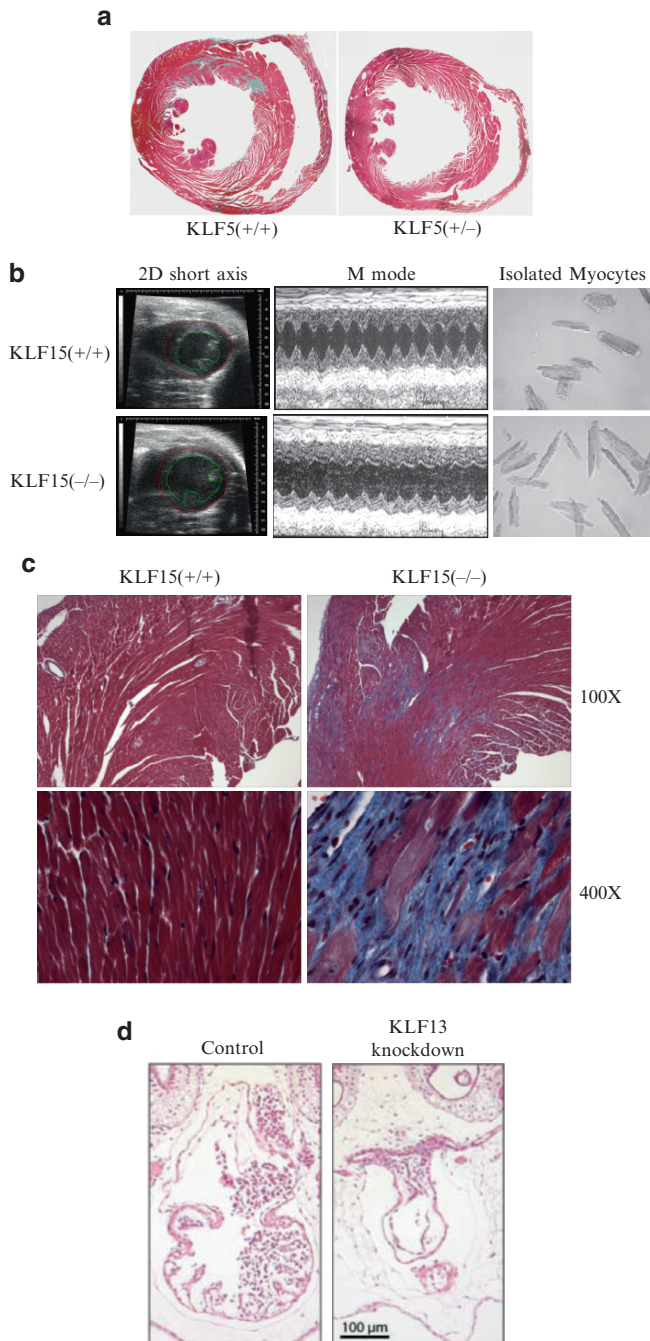 a
KLF5(+/+) KLF5(+/–)
b
2D short axis M mode Isolated Myocytes
KLF15(+/+)
KLF15(–/–)
c
KLF15(+/+) KLF15(–/–)
100X
400X
d
Control KLF13
knockdown
100 µm